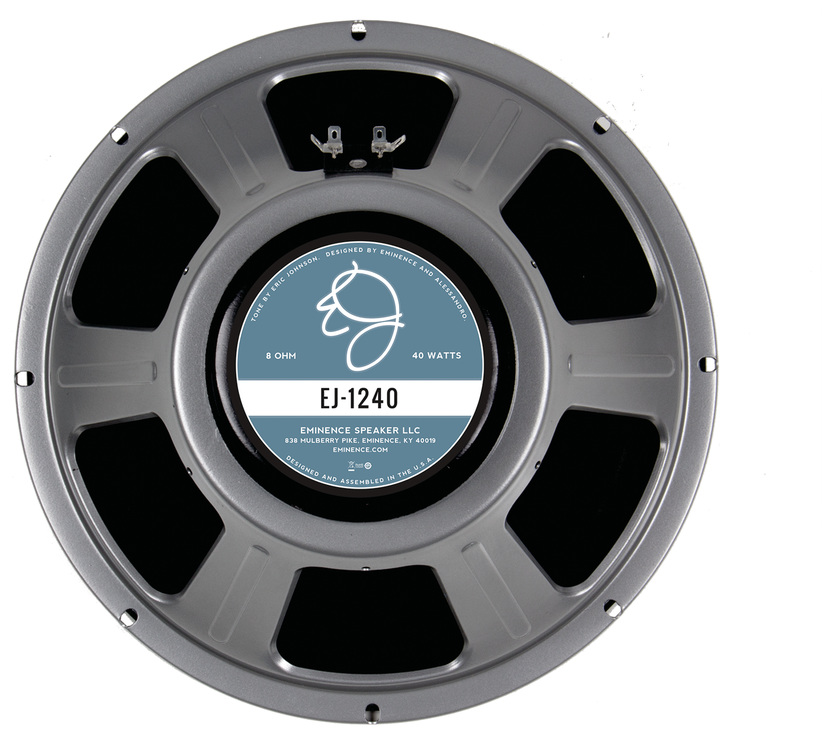 TONE BY ERIC JOHNSON. DESIGNED BY EMINENCE AND ALESSANDRO.
8 OHM 40 WATTS
EJ-1240
EMINENCE SPEAKER LLC
838 MULBERRY PIKE, EMINENCE, KY 40019
EMINENCE.COM
DESIGNED AND ASSEMBLED IN THE U.S.A.